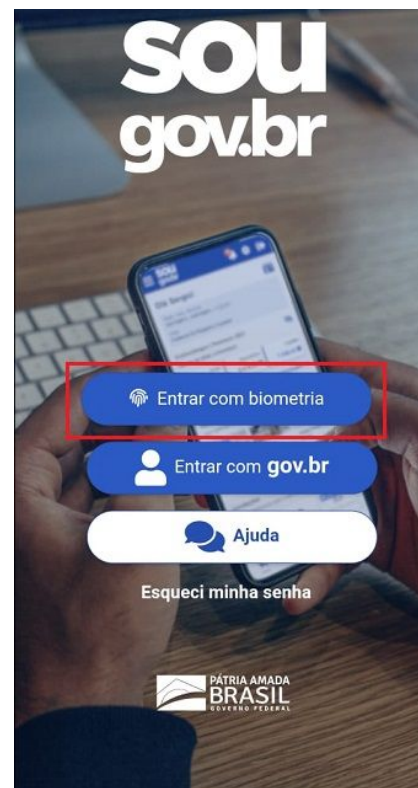 sou
gov.br
Entrar com biometria
Entrar com gov.br
Ajuda
Esqueci minha senha
PÁTRIA AMADA
BRASIL
GOVERNO FEDERAL